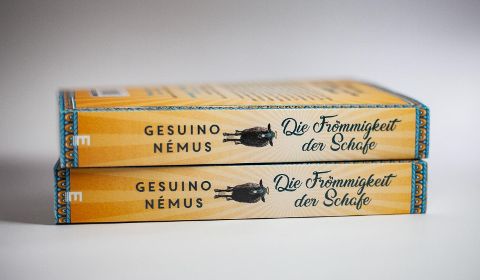 GESUINO
NÉMUS
Die Frömmigkeit
der Schafe
GESUINO
NÉMUS
Die Frömmigkeit
der Schafe